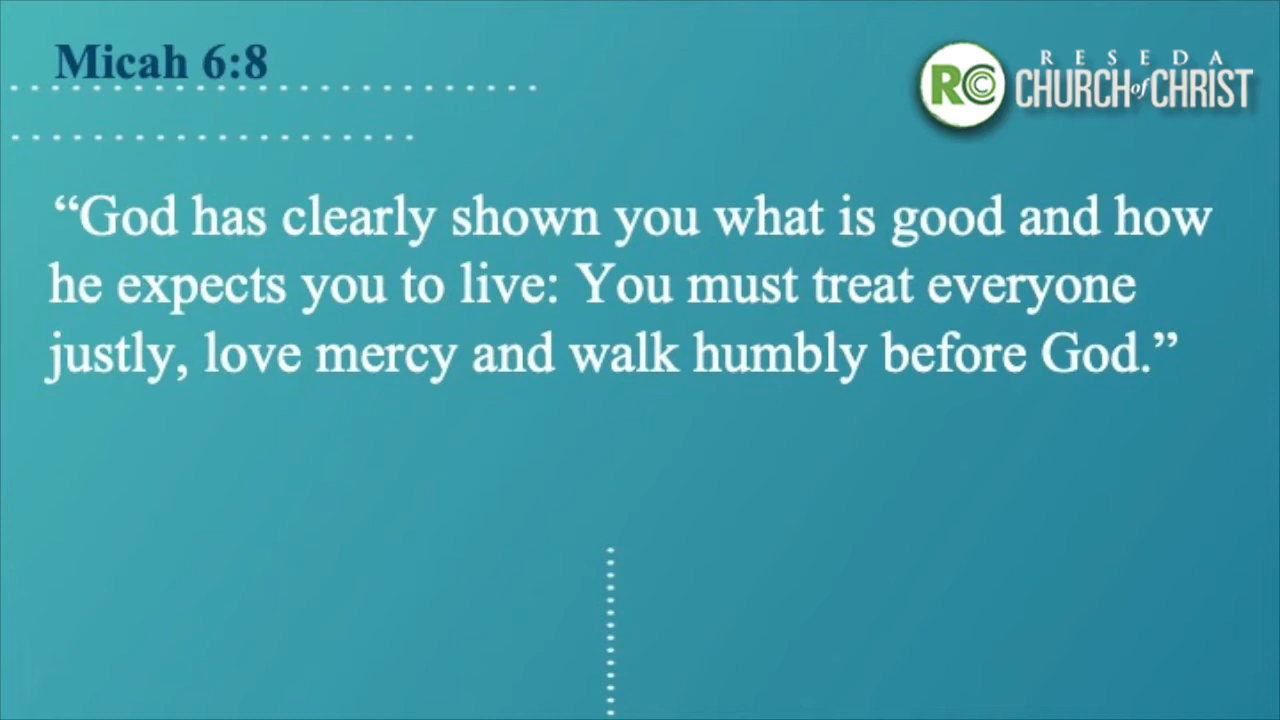 Micah 6:8
RCC
RESEDA
CHURCH of CHRIST
“God has clearly shown you what is good and how
he expects you to live: You must treat everyone
justly, love mercy and walk humbly before God.”